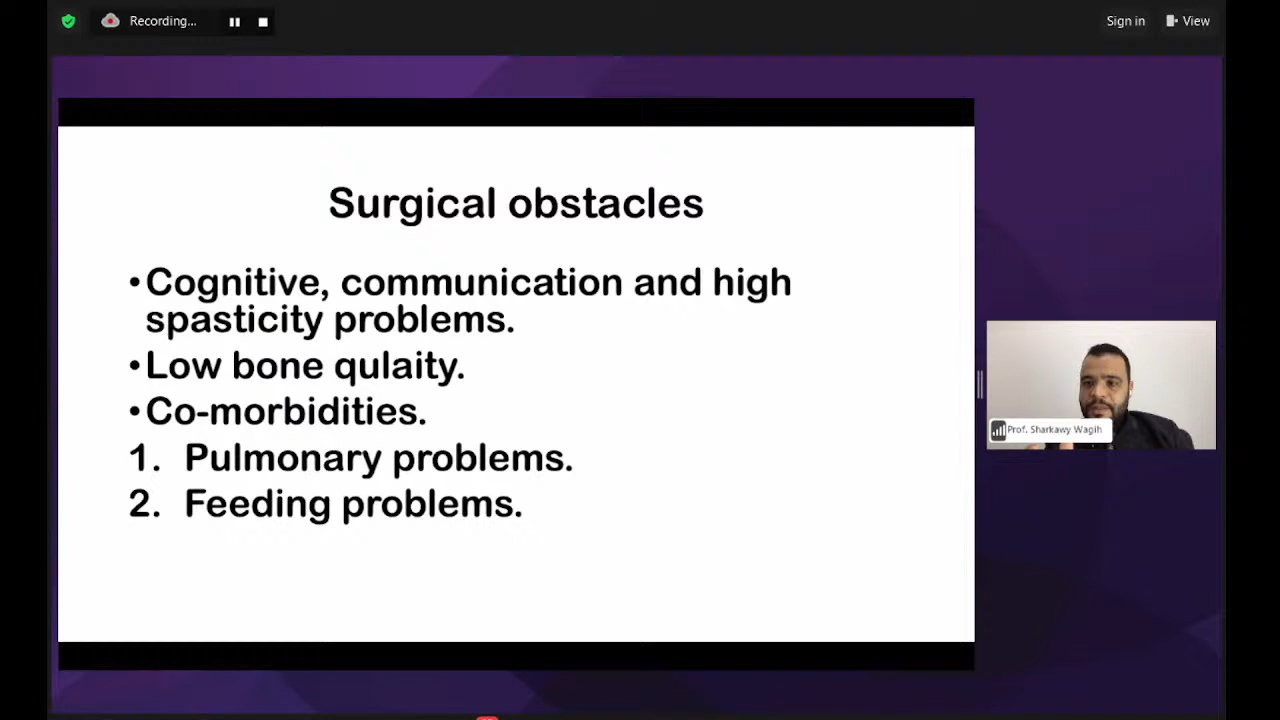 Recording...
Sign in
View
Surgical obstacles
•Cognitive, communication and high
spasticity problems.
•Low bone qulaity.
•Co-morbidities.
1. Pulmonary problems.
2. Feeding problems.
Prof. Sharkawy Wagih